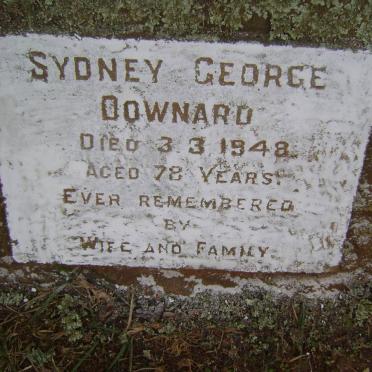 SYDNEY GEORGE
DOWNARD
DIED 3 3 1948
AGED 78 YEARS.
EVER REMEMBERED
BY
WIFE AND FAMILY